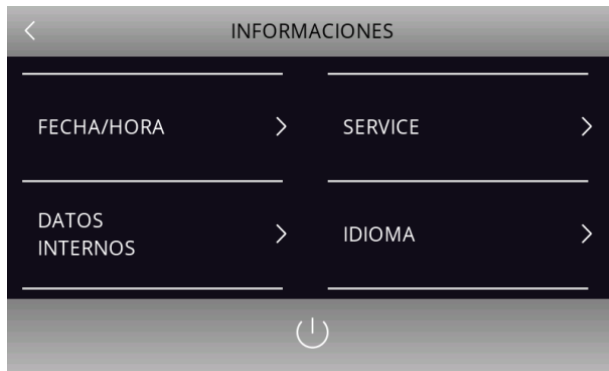 INFORMACIONES
FECHA/HORA
SERVICE
DATOS
INTERNOS
IDIOMA